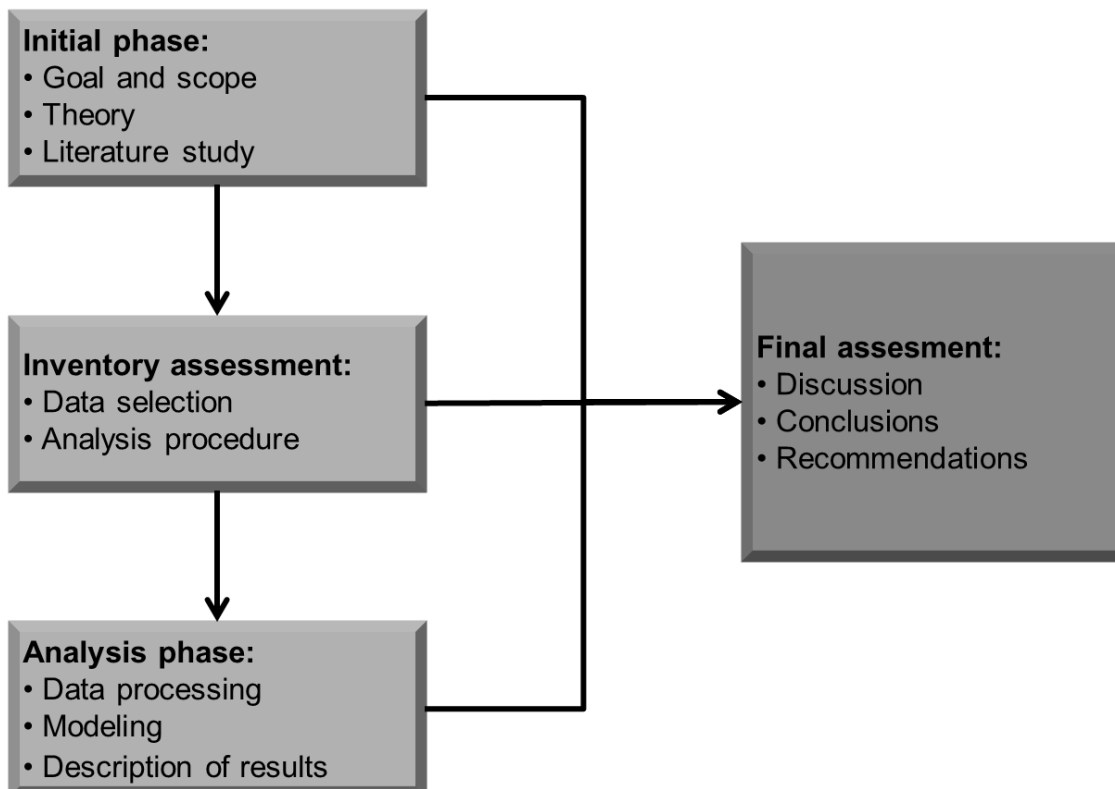 Initial phase:
• Goal and scope
• Theory
• Literature study
Inventory assessment:
• Data selection
• Analysis procedure
Analysis phase:
• Data processing
• Modeling
• Description of results
Final assesment:
• Discussion
• Conclusions
• Recommendations